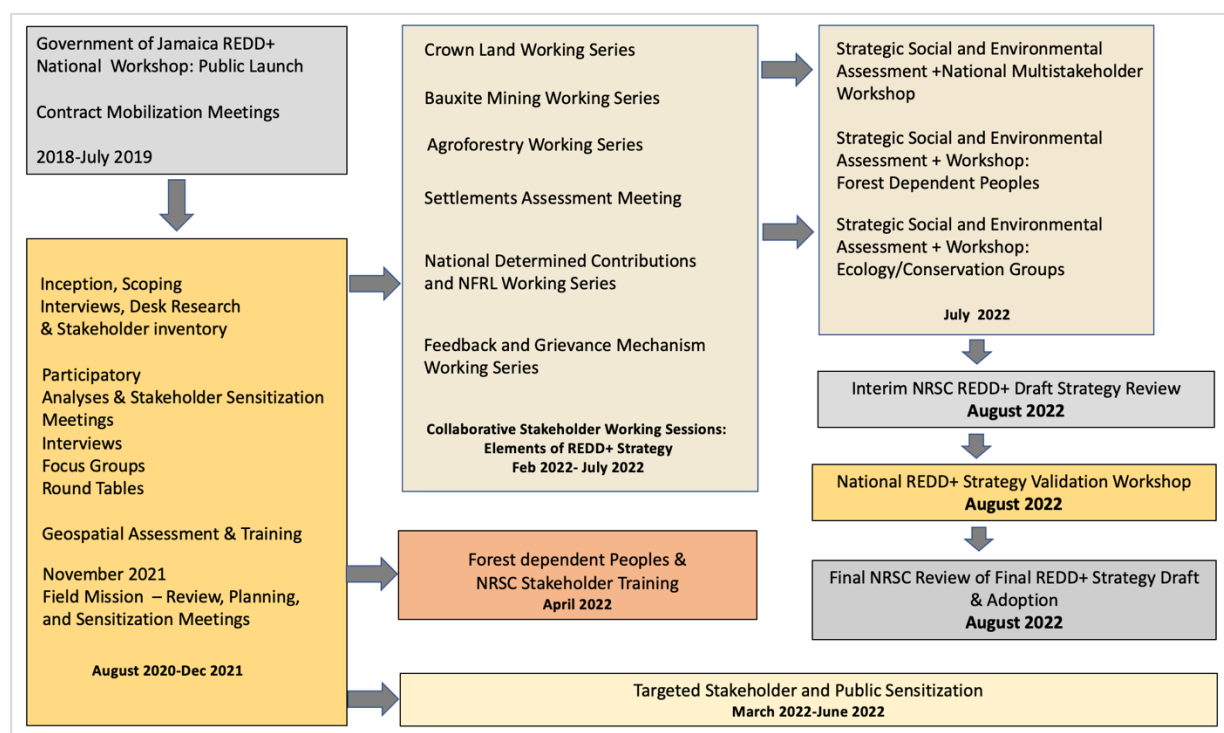 Government of Jamaica REDD+
National Workshop: Public Launch
Contract Mobilization Meetings
2018-July 2019
Inception, Scoping
Interviews, Desk Research
& Stakeholder inventory
Participatory
Analyses & Stakeholder Sensitization
Meetings
Interviews
Focus Groups
Round Tables
Geospatial Assessment & Training
November 2021
Field Mission – Review, Planning,
and Sensitization Meetings
August 2020-Dec 2021
Crown Land Working Series
Bauxite Mining Working Series
Agroforestry Working Series
Settlements Assessment Meeting
National Determined Contributions
and NFRL Working Series
Feedback and Grievance Mechanism
Working Series
Collaborative Stakeholder Working Sessions:
Elements of REDD+ Strategy
Feb 2022- July 2022
Forest dependent Peoples &
NRSC Stakeholder Training
April 2022
Targeted Stakeholder and Public Sensitization
March 2022-June 2022
Strategic Social and Environmental
Assessment +National Multistakeholder
Workshop
Strategic Social and Environmental
Assessment + Workshop:
Forest Dependent Peoples
Strategic Social and Environmental
Assessment + Workshop:
Ecology/Conservation Groups
July 2022
Interim NRSC REDD+ Draft Strategy Review
August 2022
National REDD+ Strategy Validation Workshop
August 2022
Final NRSC Review of Final REDD+ Strategy Draft
& Adoption
August 2022